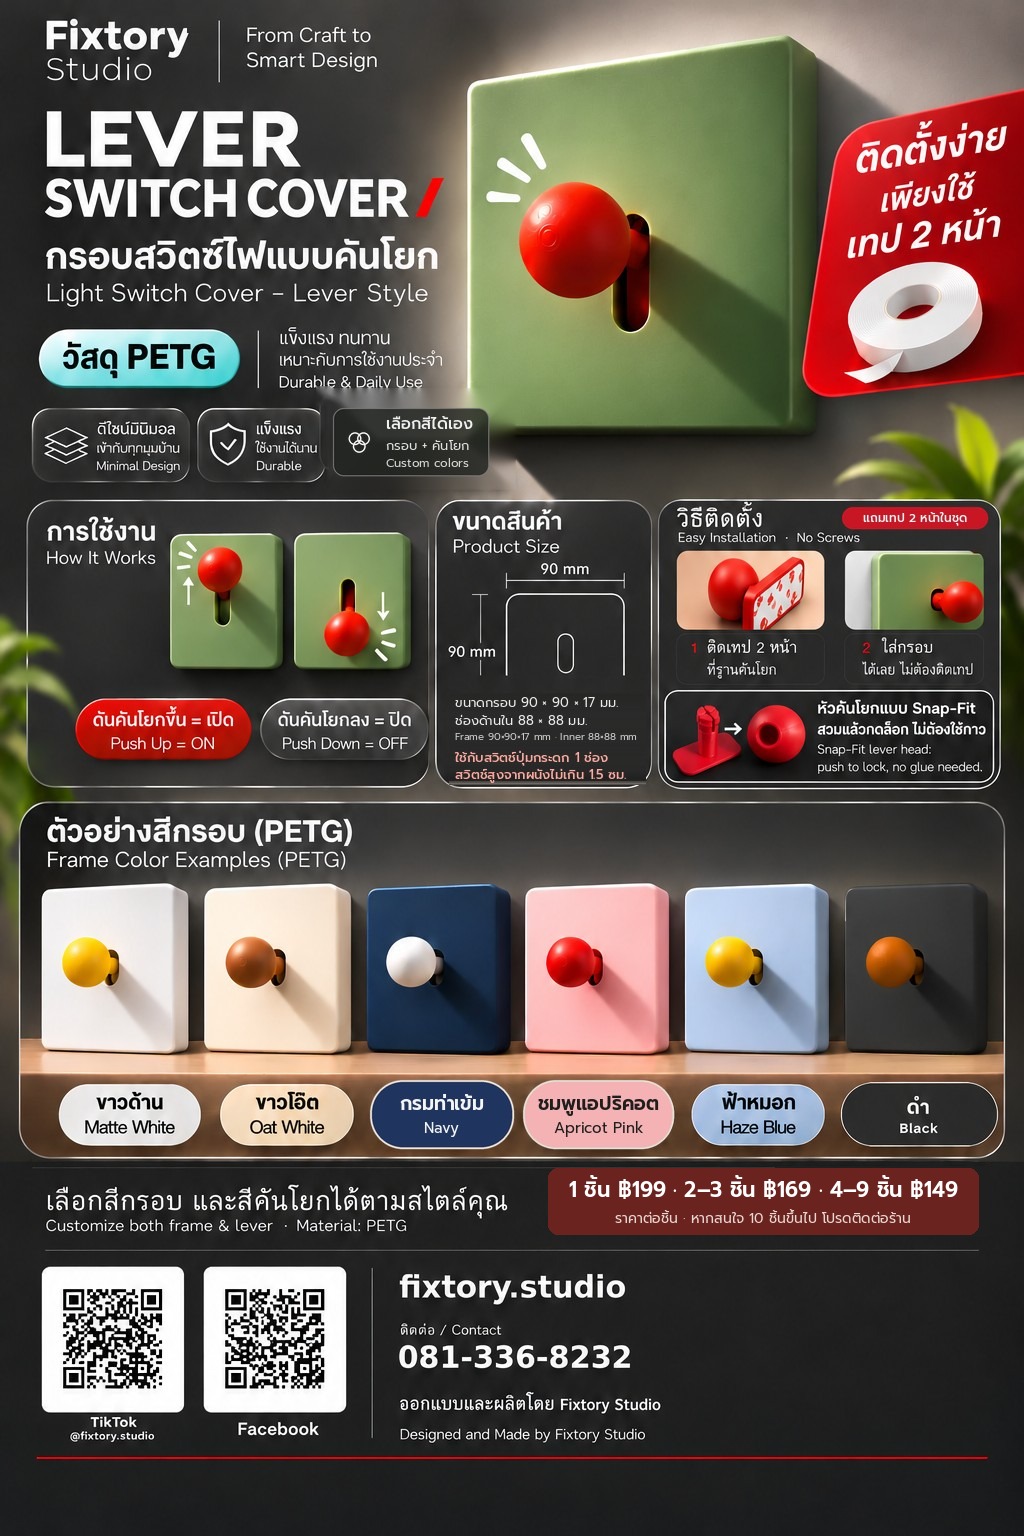 Fixtory
Studio
From Craft to
Smart Design
LEVER
SWITCH COVER /
กรอบสวิตซ์ไฟแบบคันโยก
Light Switch Cover – Lever Style
วัสดุ PETG
แข็งแรง ทนทาน
เหมาะกับการใช้งานประจำ
Durable & Daily Use
ติดตั้งง่าย
เพียงใช้
เทป 2 หน้า
ดีไซน์มินิมอล
เข้ากับทุกมุมบ้าน
Minimal Design
แข็งแรง
ใช้งานได้นาน
Durable
เลือกสีได้เอง
กรอบ + คันโยก
Custom colors
การใช้งาน
How It Works
ดันคันโยกขึ้น = เปิด
Push Up = ON
ดันคันโยกลง = ปิด
Push Down = OFF
ขนาดสินค้า
Product Size
90 mm
90 mm
ขนาดกรอบ 90 × 90 × 17 มม.
ช่องด้านใน 88 × 88 มม.
Frame 90×90×17 mm · Inner 88×88 mm
ใช้กับสวิตช์ปุ่มกระดก 1 ช่อง
สวิตช์สูงจากผนังไม่เกิน 1.5 ซม.
วิธีติดตั้ง
แถมเทป 2 หน้าในชุด
Easy Installation · No Screws
1 ติดเทป 2 หน้า
ที่ฐานคันโยก
2 ใส่กรอบ
ได้เลย ไม่ต้องติดเทป
หัวคันโยกแบบ Snap-Fit
สวมแล้วกดล็อก ไม่ต้องใช้กาว
Snap-Fit lever head:
push to lock, no glue needed.
ตัวอย่างสีกรอบ (PETG)
Frame Color Examples (PETG)
ขาวด้าน
Matte White
ขาวโอ๊ต
Oat White
กรมท่าเข้ม
Navy
ชมพูแอปริคอต
Apricot Pink
ฟ้าหมอก
Haze Blue
ดำ
Black
เลือกสีกรอบ และสีคันโยกได้ตามสไตล์คุณ
Customize both frame & lever · Material: PETG
1 ชิ้น ฿199 · 2–3 ชิ้น ฿169 · 4–9 ชิ้น ฿149
ราคาต่อชิ้น · หากสนใจ 10 ชิ้นขึ้นไป โปรดติดต่อร้าน
TikTok
@fixtory.studio
Facebook
fixtory.studio
ติดต่อ / Contact
081-336-8232
ออกแบบและผลิตโดย Fixtory Studio
Designed and Made by Fixtory Studio